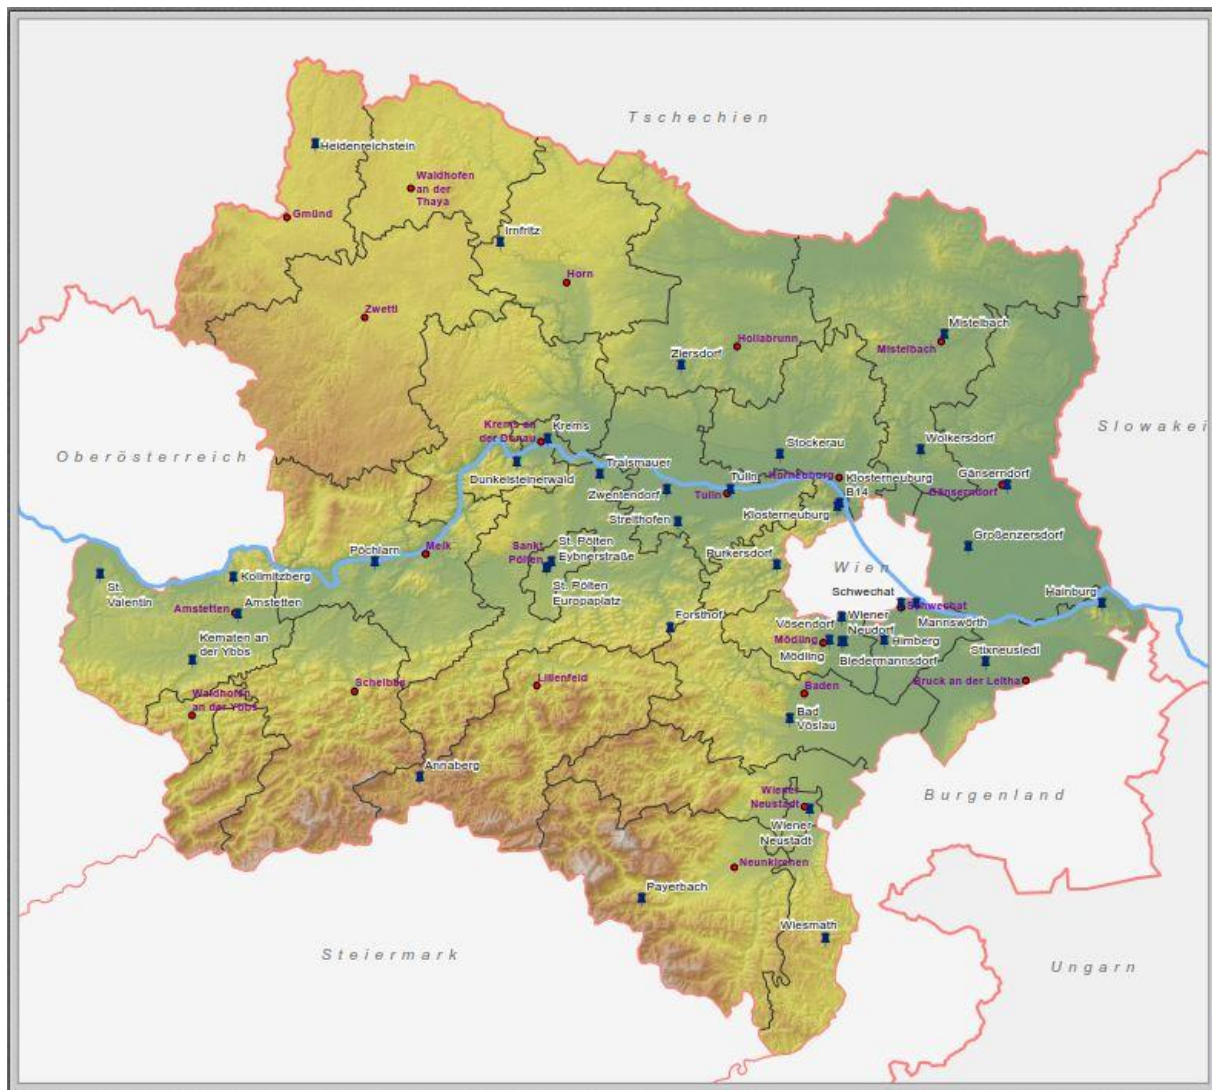 Tschechien
Heidenreichstein
Waldhofen
an der
Thaya
Gmünd
Irnfritz
Horn
Zwettl
Mistelbach
Mistelbach
Hollabrunn
Ziersdorf
Slowakei
Krems an
der Donau
Krems
Stockerau
Wolkersdorf
Oberösterreich
Dunkelsteinerwald
Traismauer
Zwentendorf
Tulln
Tulln
Korneuburg
Klosterneuburg
B14
Gänserndorf
Gänserndorf
Klosterneuburg
Streithofen
Großenzersdorf
Pöchlarn
Melk
Sankt
Pölten
St. Pölten
Eybnerstraße
Purkersdorf
Wien
St.
Valentin
Kollmitzberg
St. Pölten
Europaplatz
Schwechat
Schwechat
Hainburg
Amstetten
Amstetten
Forsthof
Vösendorf
Wiener
Neudorf
Mannswörth
Kematen an
der Ybbs
Mödling
Mödling
Himberg
Biedermannsdorf
Stixneusiedl
Waldhofen
an der Ybbs
Scheibbs
Lilienfeld
Baden
Bruck an der Leitha
Bad
Vöslau
Annaberg
Wiener
Neustadt
Burgenland
Wiener
Neustadt
Neunkirchen
Payerbach
Wiesmath
Steiermark
Ungarn